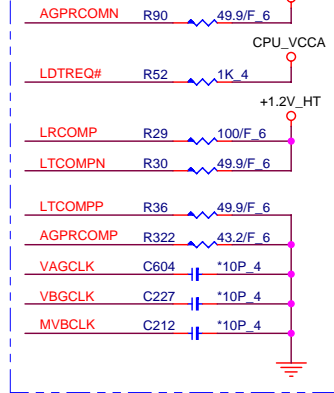 AGPRCOMN R90 49.9/F_6
CPU_VCCA
LDTREQ# R52 1K_4
+1.2V_HT
LRCOMP R29 100/F_6
LTCOMPN R30 49.9/F_6
LTCOMPP R36 49.9/F_6
AGPRCOMP R322 43.2/F_6
VAGCLK C604 *10P_4
VBGCLK C227 *10P_4
MVBCLK C212 *10P_4